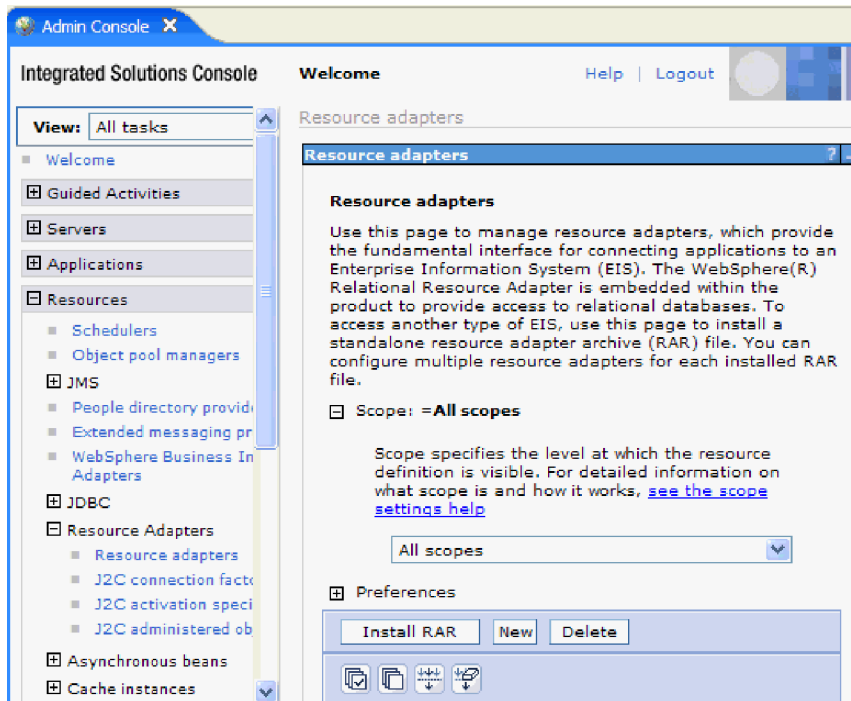 Admin Console
Integrated Solutions Console
Welcome
Help | Logout
View: All tasks
Welcome
Guided Activities
Servers
Applications
Resources
Schedulers
Object pool managers
JMS
People directory provid
Extended messaging pr
WebSphere Business In
Adapters
JDBC
Resource Adapters
Resource adapters
J2C connection facto
J2C activation speci
J2C administered ob
Asynchronous beans
Cache instances
Resource adapters
Resource adapters ?
Resource adapters
Use this page to manage resource adapters, which provide
the fundamental interface for connecting applications to an
Enterprise Information System (EIS). The WebSphere(R)
Relational Resource Adapter is embedded within the
product to provide access to relational databases. To
access another type of EIS, use this page to install a
standalone resource adapter archive (RAR) file. You can
configure multiple resource adapters for each installed RAR
file.
Scope: =All scopes
Scope specifies the level at which the resource
definition is visible. For detailed information on
what scope is and how it works, see the scope
settings help
All scopes
Preferences
Install RAR New Delete